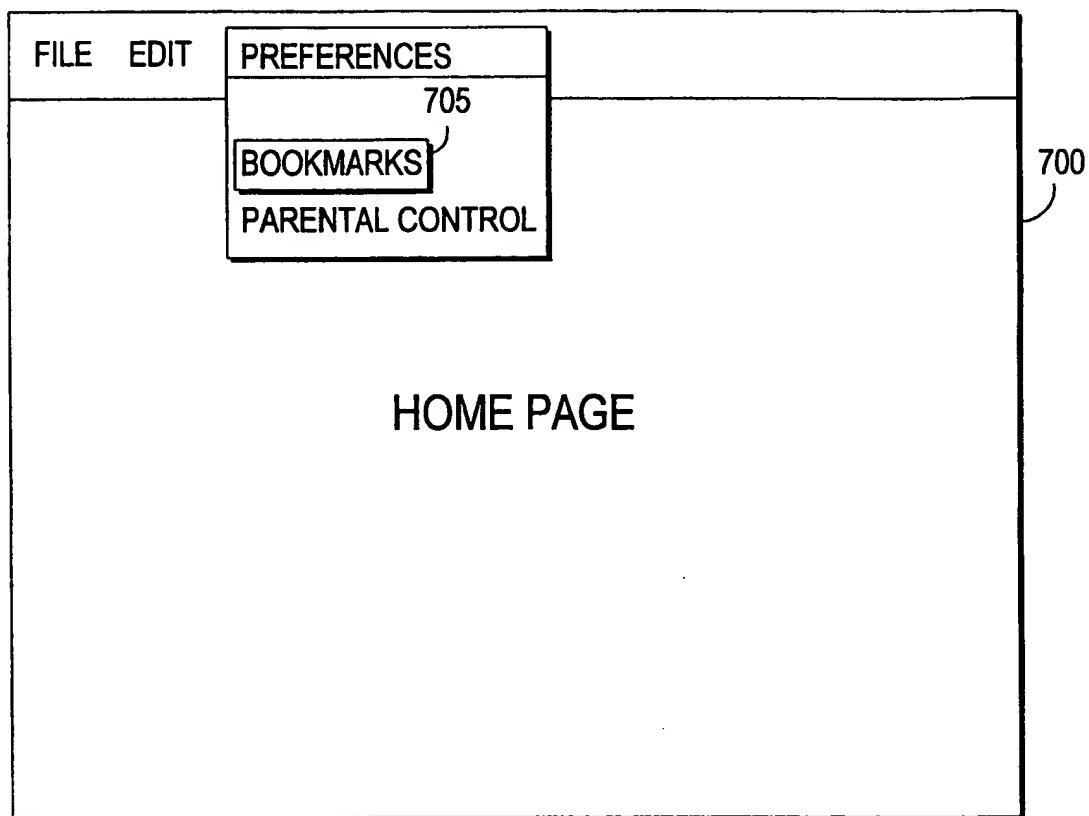 FILE EDIT PREFERENCES
705
BOOKMARKS
700
PARENTAL CONTROL
HOME PAGE